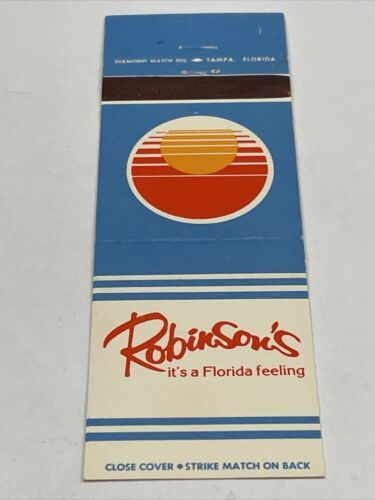 DIAMOND MATCH DIV. TAMPA, FLORIDA
Robinson's
it's a Florida feeling
CLOSE COVER • STRIKE MATCH ON BACK